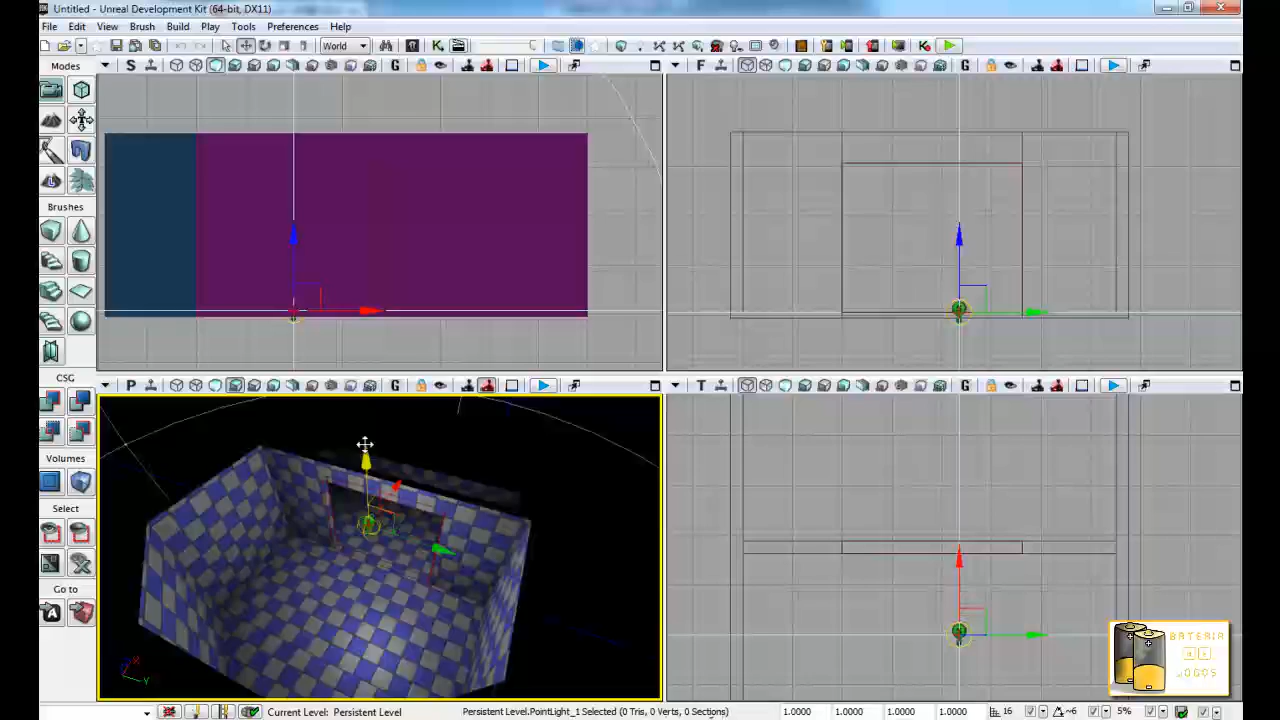 Untitled - Unreal Development Kit (64-bit, DX11)
File Edit View Brush Build Play Tools Preferences Help
World
Modes
S G
F G
Brushes
CSG
P G
T G
Volumes
Select
Go to
BATERIA
JOGOS
Current Level: Persistent Level
Persistent Level.PointLight_1 Selected (0 Tris, 0 Verts, 0 Sections)
1.0000 1.0000 1.0000 1.0000 16 ~6 5%